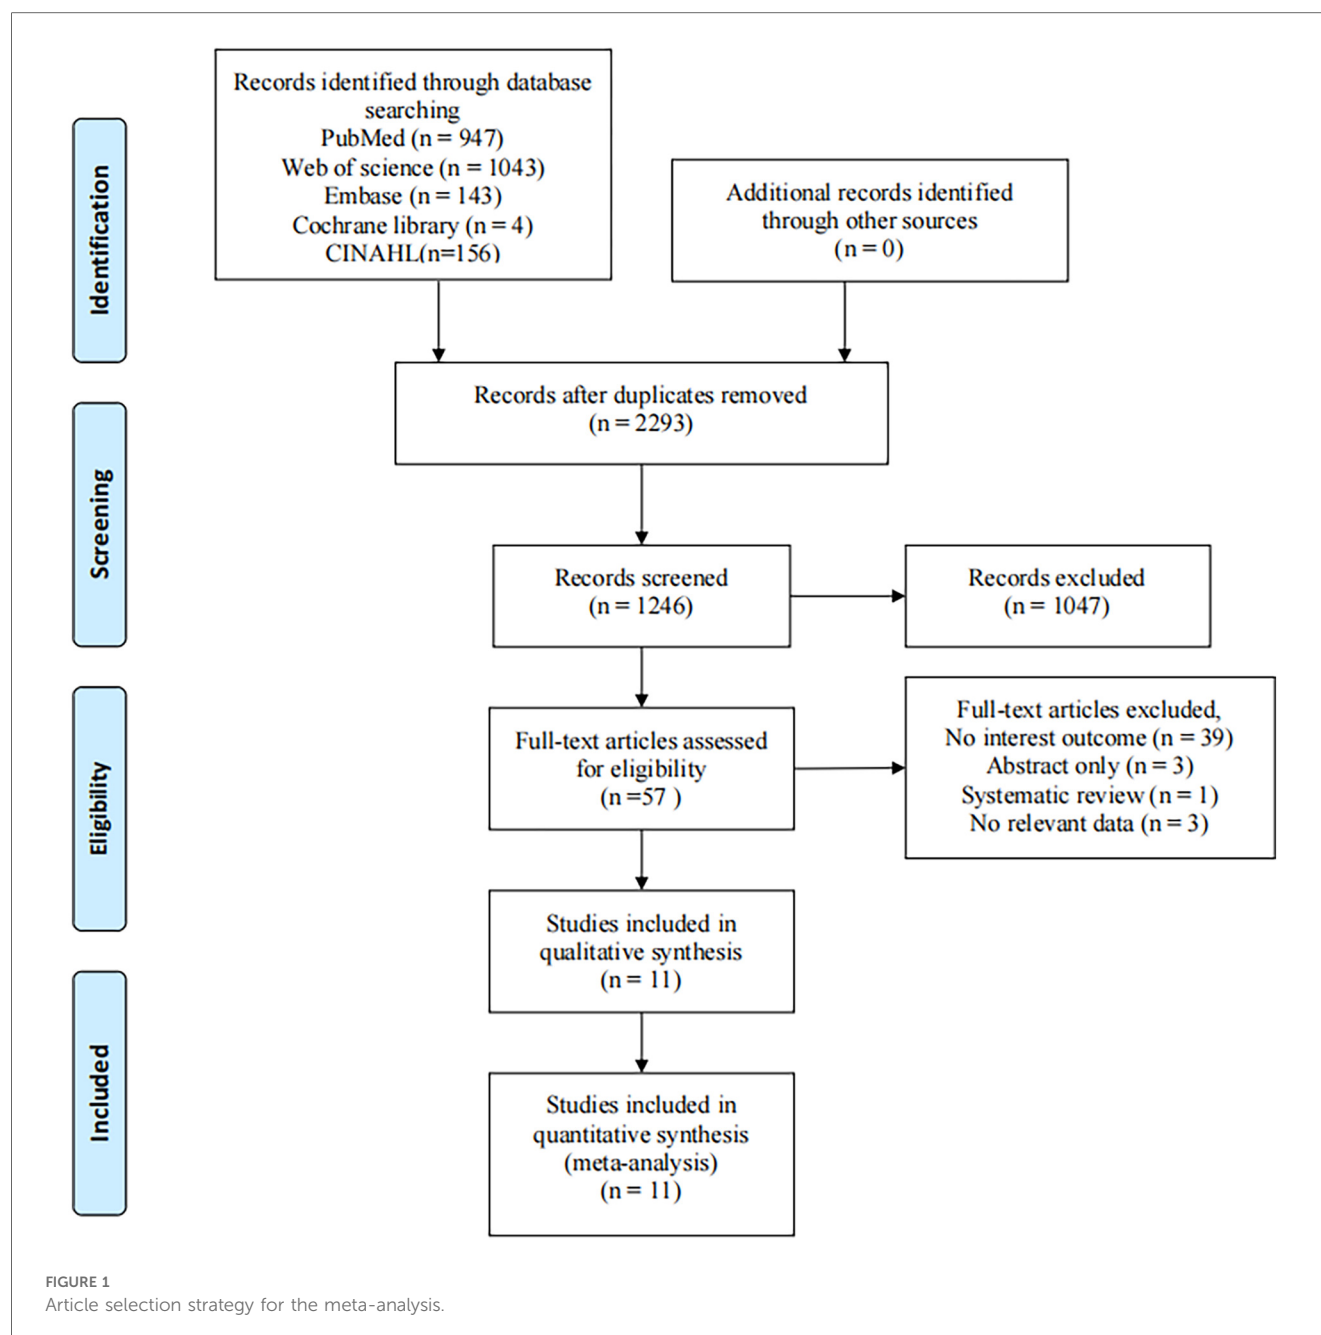 Identification
Records identified through database
searching
PubMed (n = 947)
Web of science (n = 1043)
Embase (n = 143)
Cochrane library (n = 4)
CINAHL(n=156)
Additional records identified
through other sources
(n = 0)
Records after duplicates removed
(n = 2293)
Screening
Records screened
(n = 1246)
Records excluded
(n = 1047)
Eligibility
Full-text articles assessed
for eligibility
(n =57 )
Full-text articles excluded,
No interest outcome (n = 39)
Abstract only (n = 3)
Systematic review (n = 1)
No relevant data (n = 3)
Studies included in
qualitative synthesis
(n = 11)
Included
Studies included in
quantitative synthesis
(meta-analysis)
(n = 11)
FIGURE 1
Article selection strategy for the meta-analysis.